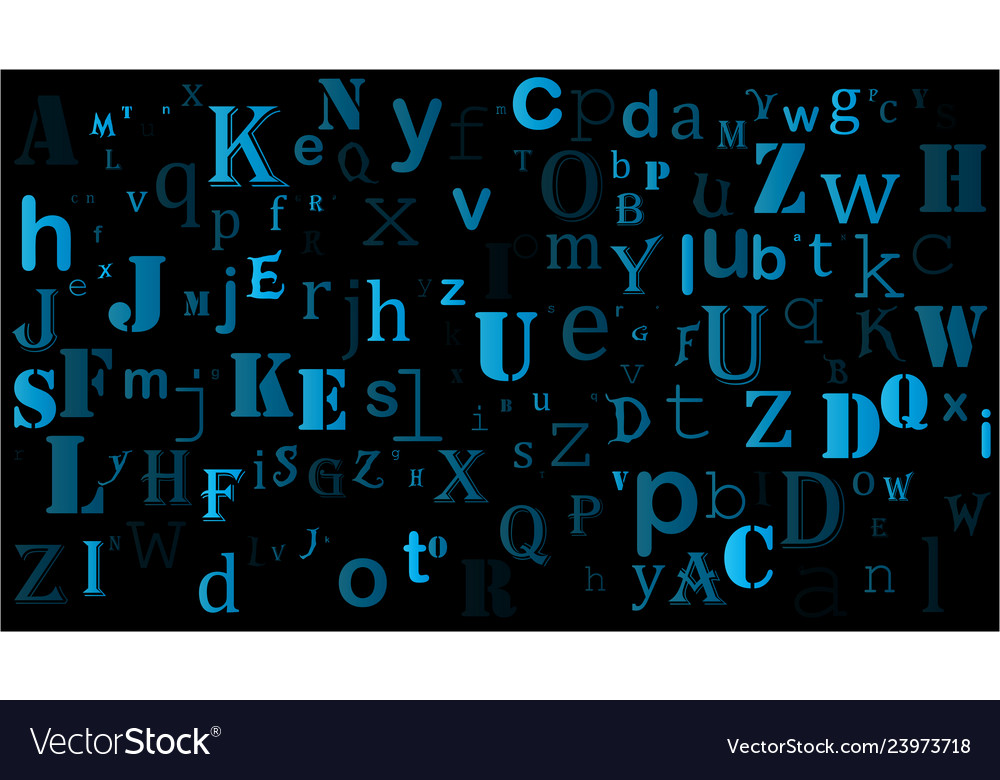 A M T u n x K N e Q y f m c p d a M Y w g P C Y s
L q T O b P B u Z w H
h c n v p f R x v
f R I o m Y l u b a t x k c
e x J M j E r j h y z
J U s e r G F U q K W
S F m j g K E s l x i B u q D t v B Z D Q x i
L y H F i S G Z g H X s Z v p b I D o w e w
r Z I N w d L v J k o t o R Q P h y A C a n l
VectorStock®
VectorStock.com/23973718